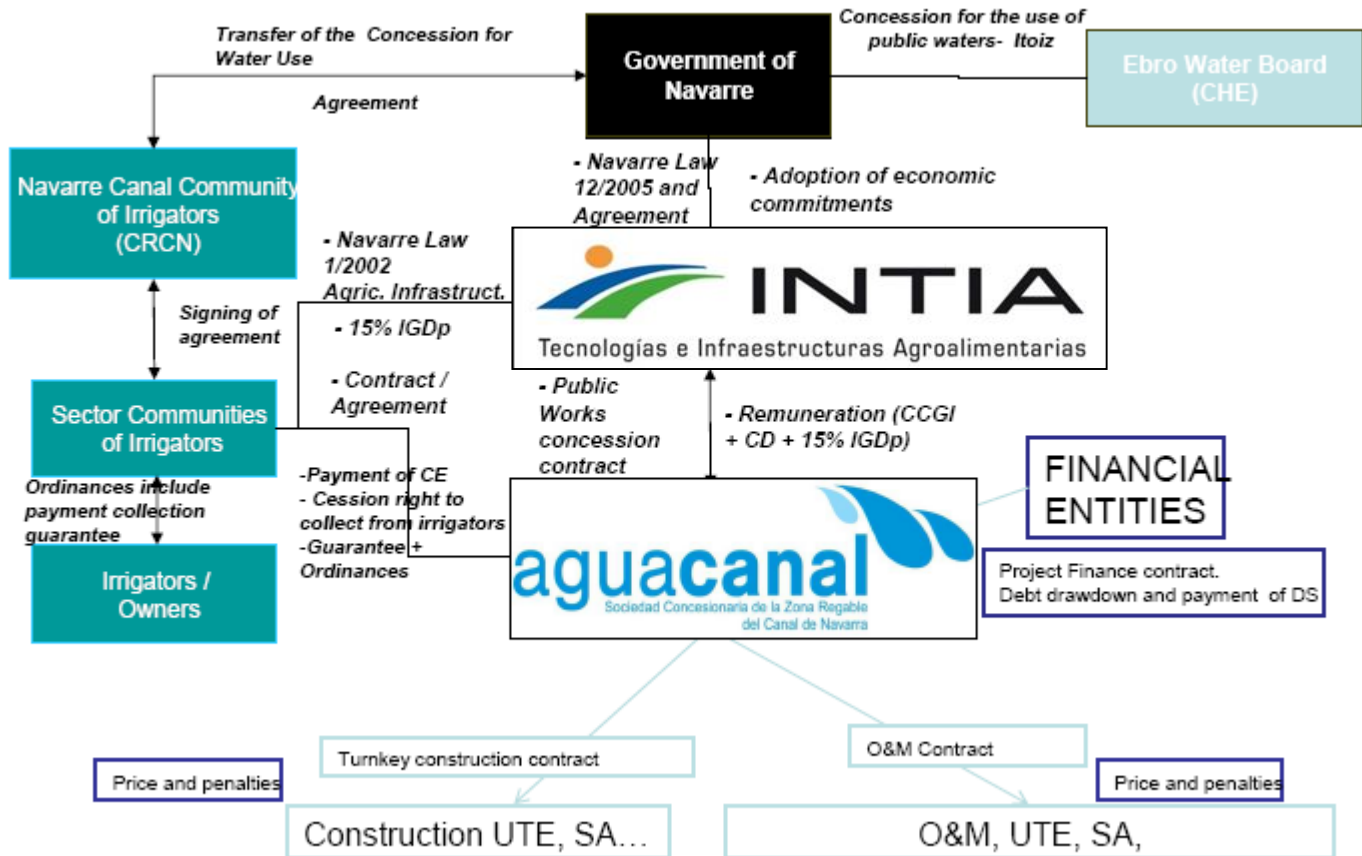 Transfer of the Concession for
Water Use
Agreement
Government of
Navarre
Concession for the use of
public waters- Itoiz
Ebro Water Board
(CHE)
Navarre Canal Community
of Irrigators
(CRCN)
- Navarre Law
12/2005 and
Agreement
- Adoption of economic
commitments
- Navarre Law
1/2002
Agric. Infrastruct.
- 15% IGDp
- Contract /
Agreement
INTIA
Tecnologías e Infraestructuras Agroalimentarias
Signing of
agreement
Sector Communities
of Irrigators
- Public
Works
concession
contract
- Remuneration (CCGI
+ CD + 15% IGDp)
Ordinances include
payment collection
guarantee
-Payment of CE
- Cession right to
collect from irrigators
-Guarantee +
Ordinances
Irrigators /
Owners
aguacanal
Sociedad Concesionaria de la Zona Regable
del Canal de Navarra
FINANCIAL
ENTITIES
Project Finance contract.
Debt drawdown and payment of DS
Turnkey construction contract
O&M Contract
Price and penalties
Price and penalties
Construction UTE, SA…
O&M, UTE, SA,